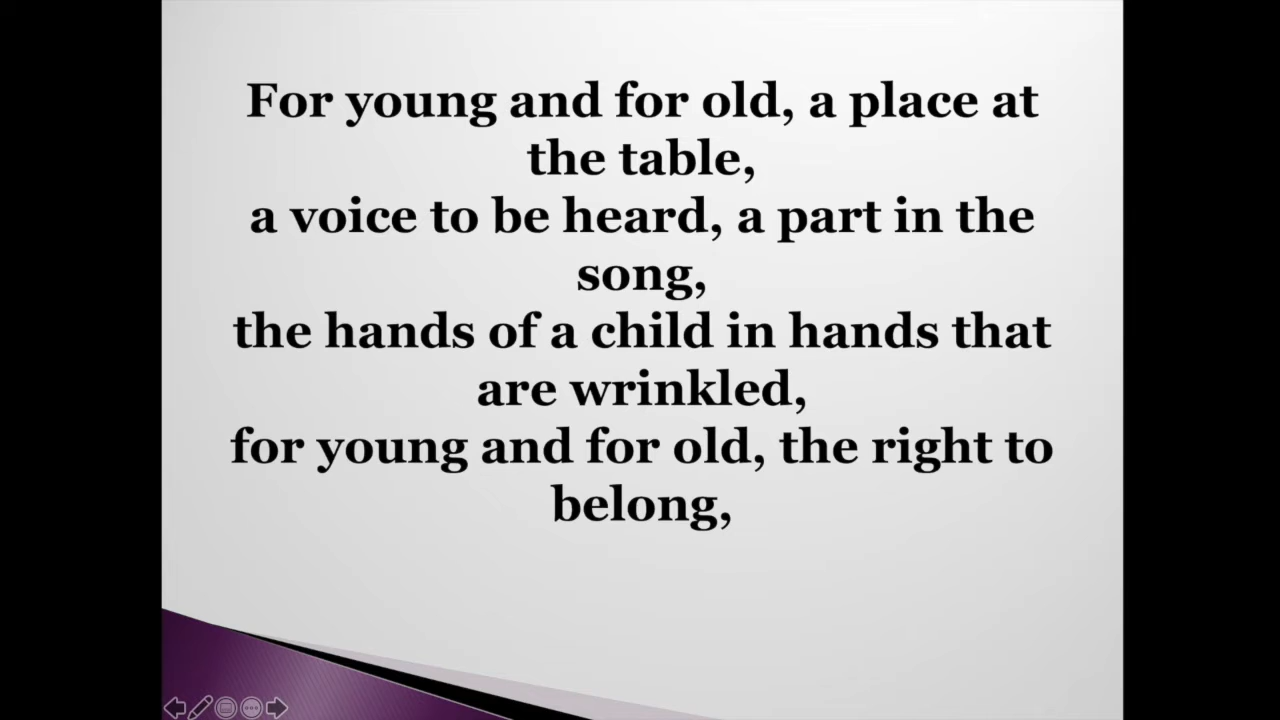 For young and for old, a place at
the table,
a voice to be heard, a part in the
song,
the hands of a child in hands that
are wrinkled,
for young and for old, the right to
belong,